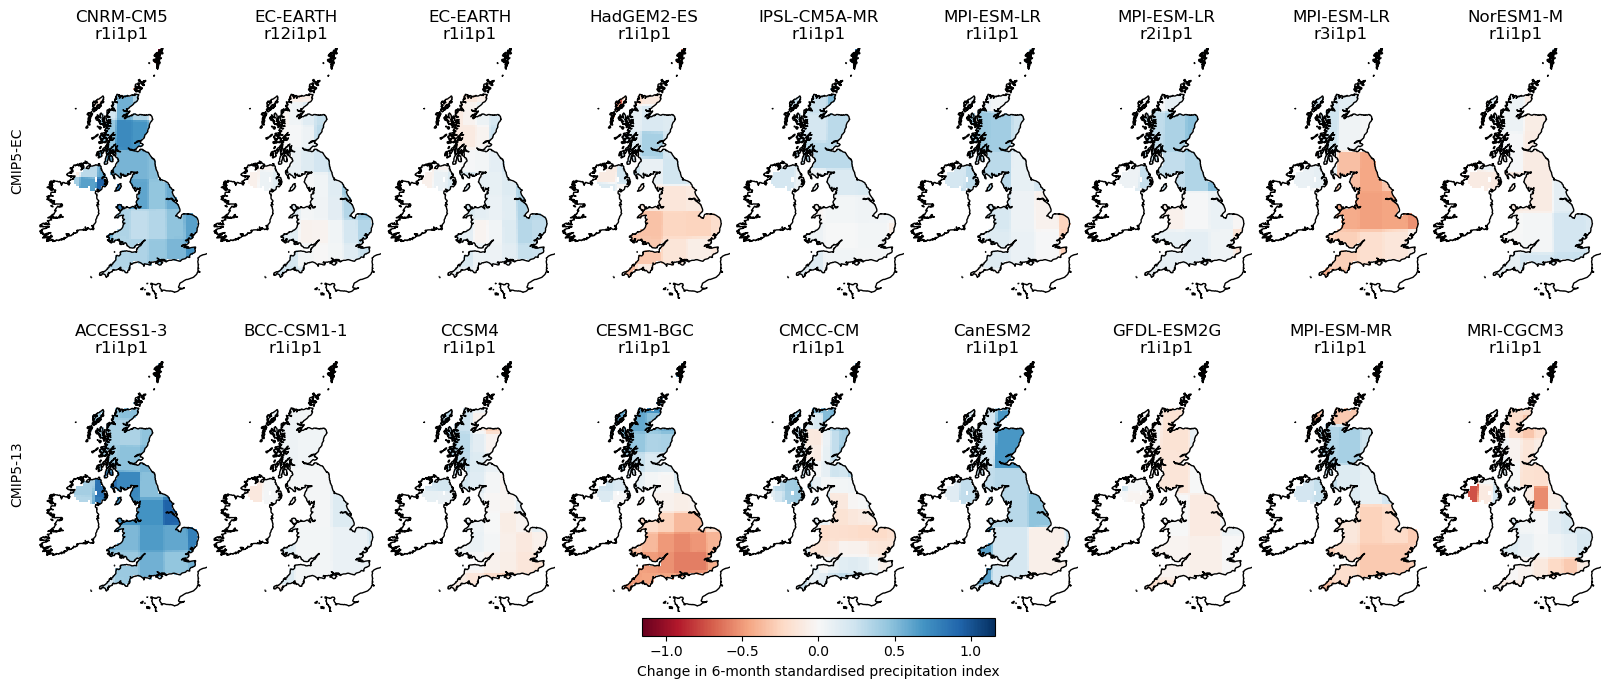 CNRM-CM5
r1i1p1
EC-EARTH
r12i1p1
EC-EARTH
r1i1p1
HadGEM2-ES
r1i1p1
IPSL-CM5A-MR
r1i1p1
MPI-ESM-LR
r1i1p1
MPI-ESM-LR
r2i1p1
MPI-ESM-LR
r3i1p1
NorESM1-M
r1i1p1
CMIP5-EC
ACCESS1-3
r1i1p1
BCC-CSM1-1
r1i1p1
CCSM4
r1i1p1
CESM1-BGC
r1i1p1
CMCC-CM
r1i1p1
CanESM2
r1i1p1
GFDL-ESM2G
r1i1p1
MPI-ESM-MR
r1i1p1
MRI-CGCM3
r1i1p1
CMIP5-13
−1.0 −0.5 0.0 0.5 1.0
Change in 6-month standardised precipitation index